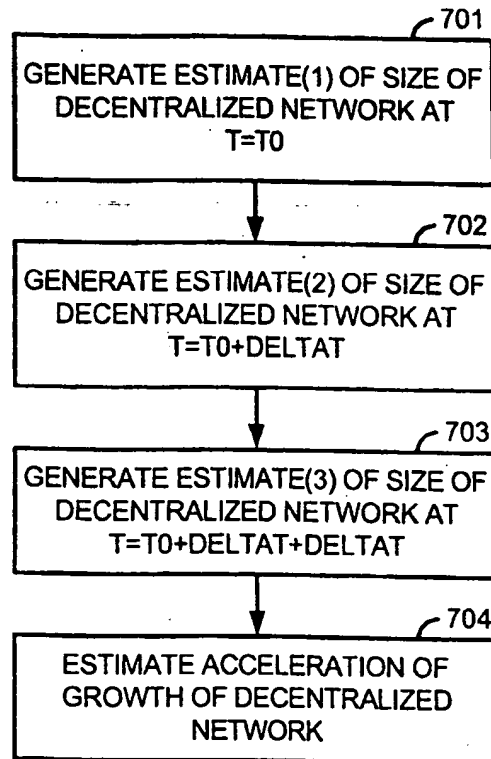 701
GENERATE ESTIMATE(1) OF SIZE OF
DECENTRALIZED NETWORK AT
T=T0
702
GENERATE ESTIMATE(2) OF SIZE OF
DECENTRALIZED NETWORK AT
T=T0+DELTAT
703
GENERATE ESTIMATE(3) OF SIZE OF
DECENTRALIZED NETWORK AT
T=T0+DELTAT+DELTAT
704
ESTIMATE ACCELERATION OF
GROWTH OF DECENTRALIZED
NETWORK